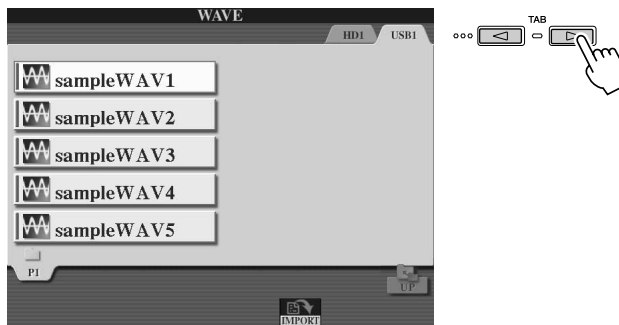 WAVE
HD1
USB1
TAB
sampleWAV1
sampleWAV2
sampleWAV3
sampleWAV4
sampleWAV5
P1
UP
IMPORT